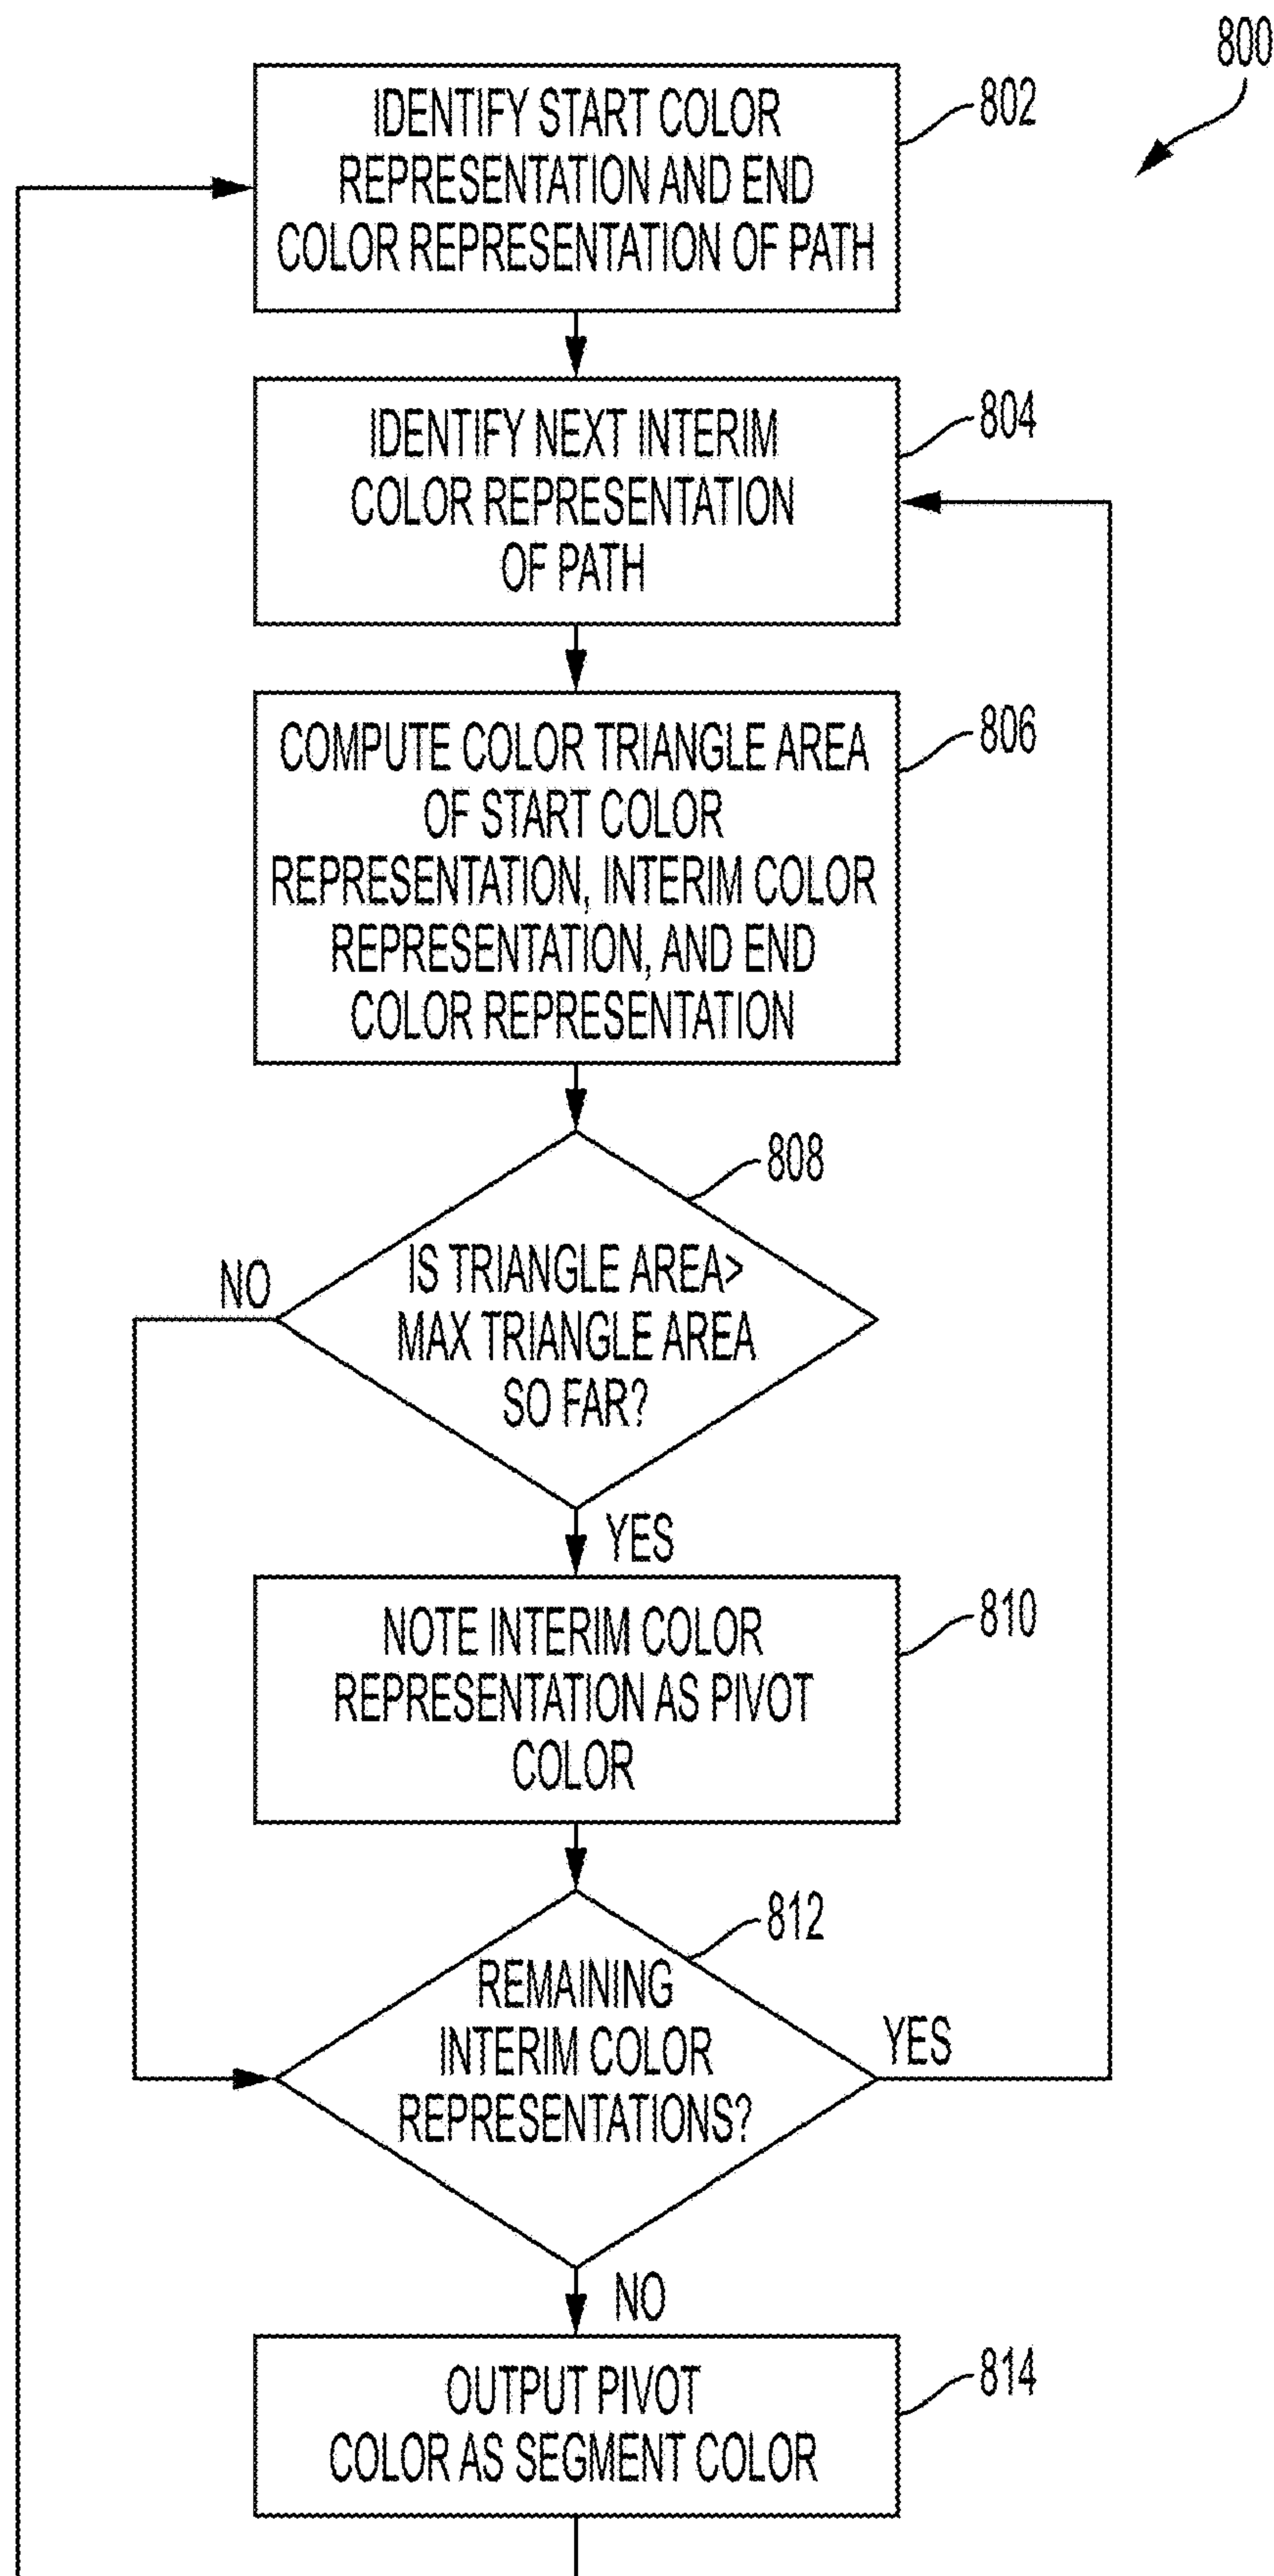 800
IDENTIFY START COLOR
REPRESENTATION AND END
COLOR REPRESENTATION OF PATH
802
IDENTIFY NEXT INTERIM
COLOR REPRESENTATION
OF PATH
804
COMPUTE COLOR TRIANGLE AREA
OF START COLOR
REPRESENTATION, INTERIM COLOR
REPRESENTATION, AND END
COLOR REPRESENTATION
806
808
IS TRIANGLE AREA>
MAX TRIANGLE AREA
SO FAR?
NO
YES
NOTE INTERIM COLOR
REPRESENTATION AS PIVOT
COLOR
810
812
REMAINING
INTERIM COLOR
REPRESENTATIONS?
YES
NO
OUTPUT PIVOT
COLOR AS SEGMENT COLOR
814